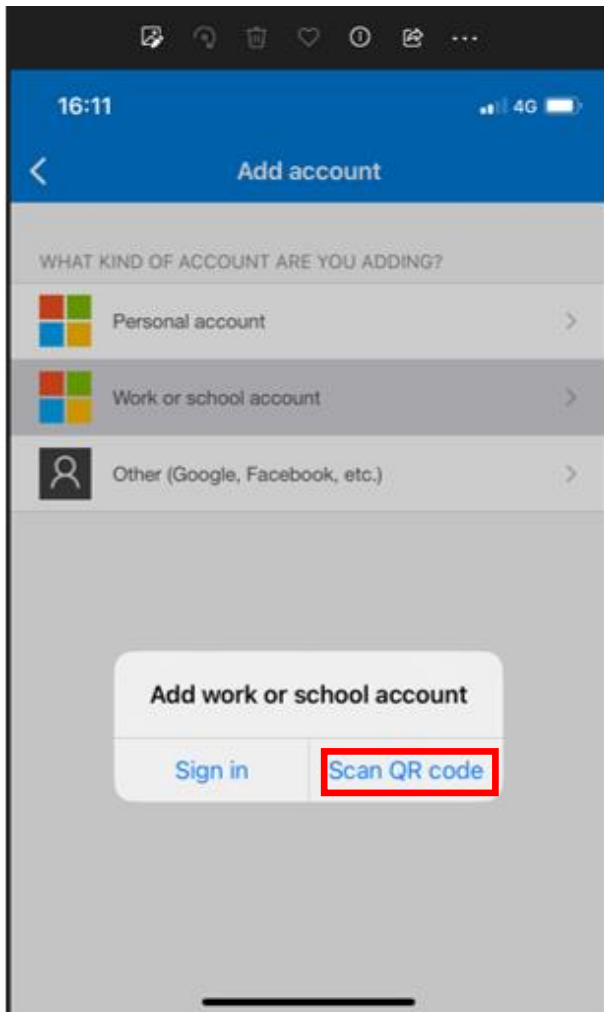 16:11
4G
Add account
WHAT KIND OF ACCOUNT ARE YOU ADDING?
Personal account
Work or school account
Other (Google, Facebook, etc.)
Add work or school account
Sign in
Scan QR code